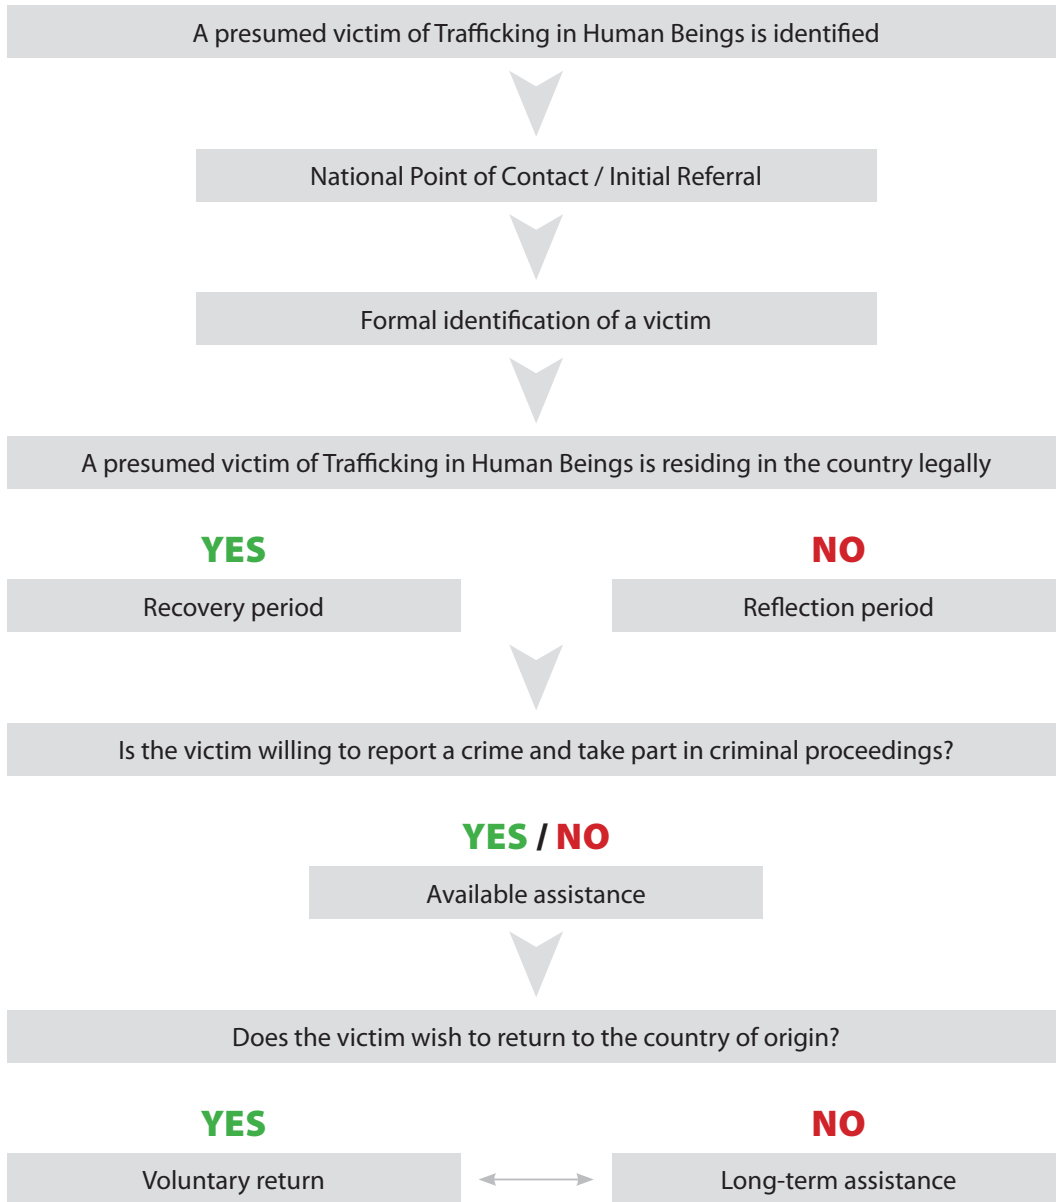 A presumed victim of Trafficking in Human Beings is identified
National Point of Contact / Initial Referral
Formal identification of a victim
A presumed victim of Trafficking in Human Beings is residing in the country legally
YES
NO
Recovery period
Reflection period
Is the victim willing to report a crime and take part in criminal proceedings?
YES / NO
Available assistance
Does the victim wish to return to the country of origin?
YES
NO
Voluntary return
Long-term assistance